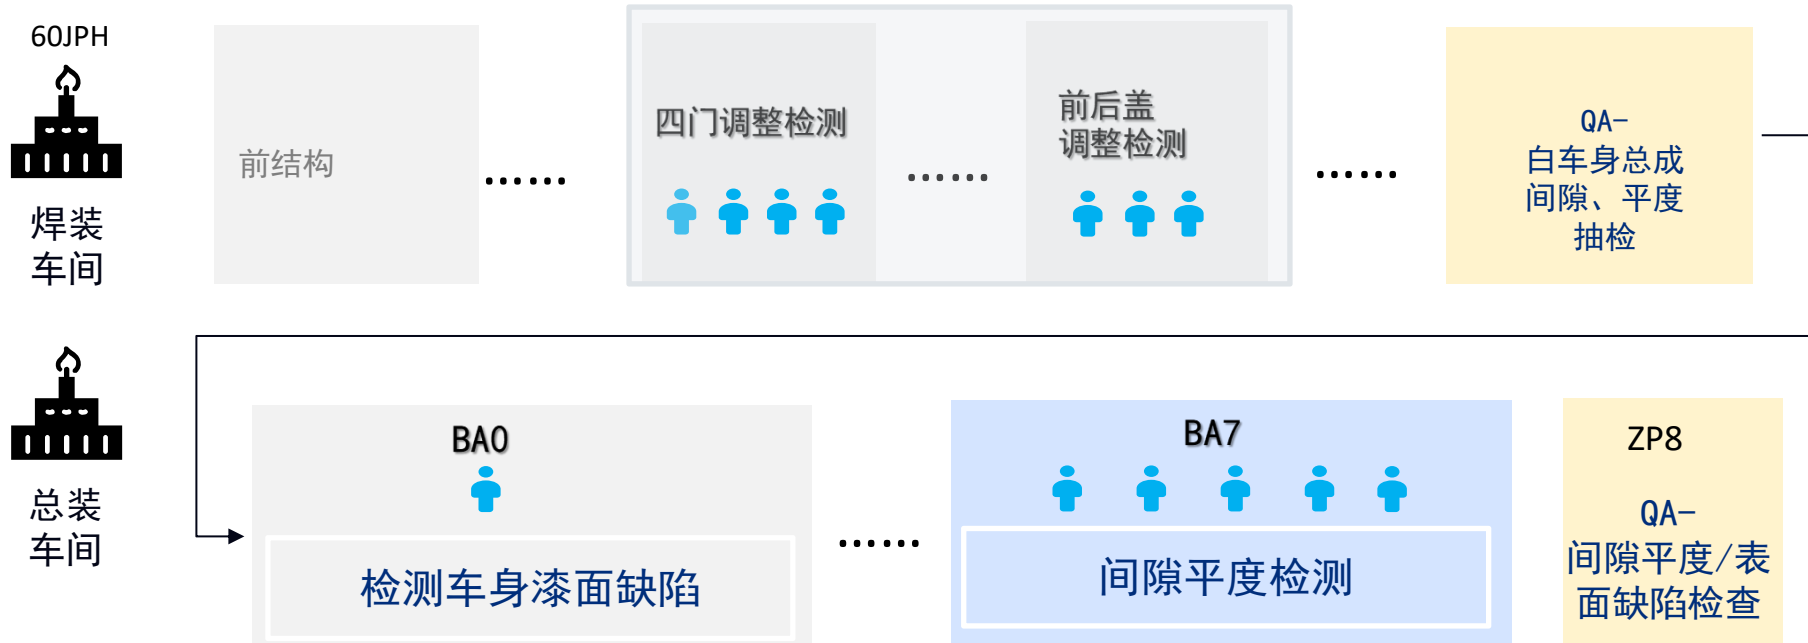 60JPH
焊装
车间
前结构
……
四门调整检测
……
前后盖
调整检测
……
QA-
白车身总成
间隙、平度
抽检
总装
车间
BA0
检测车身漆面缺陷
……
BA7
间隙平度检测
ZP8
QA-
间隙平度/表
面缺陷检查